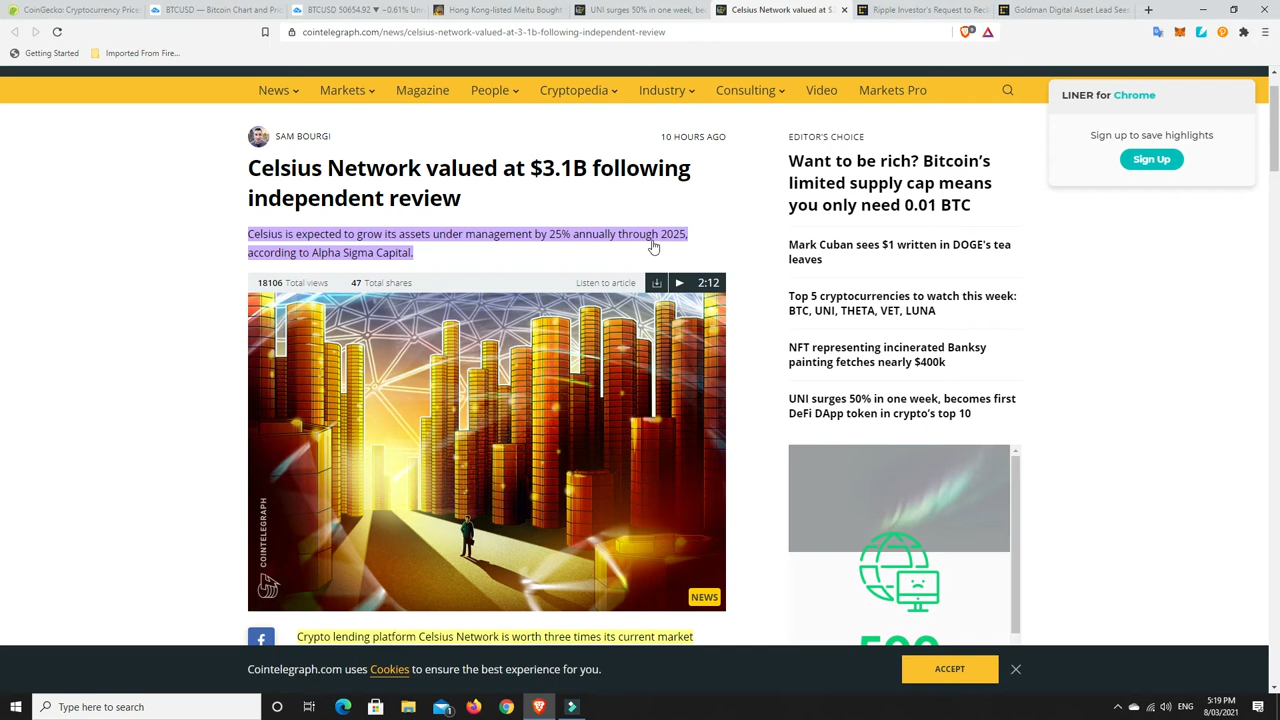 CoinGecko: Cryptocurrency Price
BTCUSD — Bitcoin Chart and Pri
BTCUSD 50654.92 ▼ −0.61% Un
Hong Kong-listed Meitu Bought
UNI surges 50% in one week, be
Celsius Network valued at $3.
Ripple Investor's Request to Rec
Goldman Digital Asset Lead Sees
cointelegraph.com/news/celsius-network-valued-at-3-1b-following-independent-review
Getting Started
Imported From Fire...
News
Markets
Magazine
People
Cryptopedia
Industry
Consulting
Video
Markets Pro
LINER for Chrome
Sign up to save highlights
Sign Up
SAM BOURGI
10 HOURS AGO
Celsius Network valued at $3.1B following
independent review
Celsius is expected to grow its assets under management by 25% annually through 2025,
according to Alpha Sigma Capital.
18106 Total views
47 Total shares
Listen to article
2:12
COINTELEGRAPH
NEWS
Crypto lending platform Celsius Network is worth three times its current market
EDITOR'S CHOICE
Want to be rich? Bitcoin's
limited supply cap means
you only need 0.01 BTC
Mark Cuban sees $1 written in DOGE's tea
leaves
Top 5 cryptocurrencies to watch this week:
BTC, UNI, THETA, VET, LUNA
NFT representing incinerated Banksy
painting fetches nearly $400k
UNI surges 50% in one week, becomes first
DeFi DApp token in crypto's top 10
Cointelegraph.com uses Cookies to ensure the best experience for you.
ACCEPT
Type here to search
ENG
5:19 PM
8/03/2021